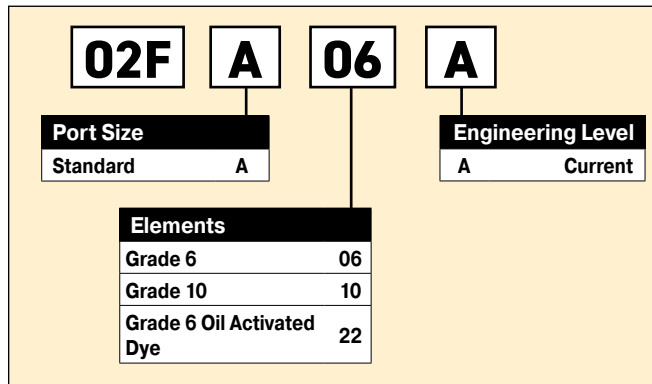 02F A 06 A
Port Size
Standard A
Engineering Level
A Current
Elements
Grade 6 06
Grade 10 10
Grade 6 Oil Activated
Dye 22